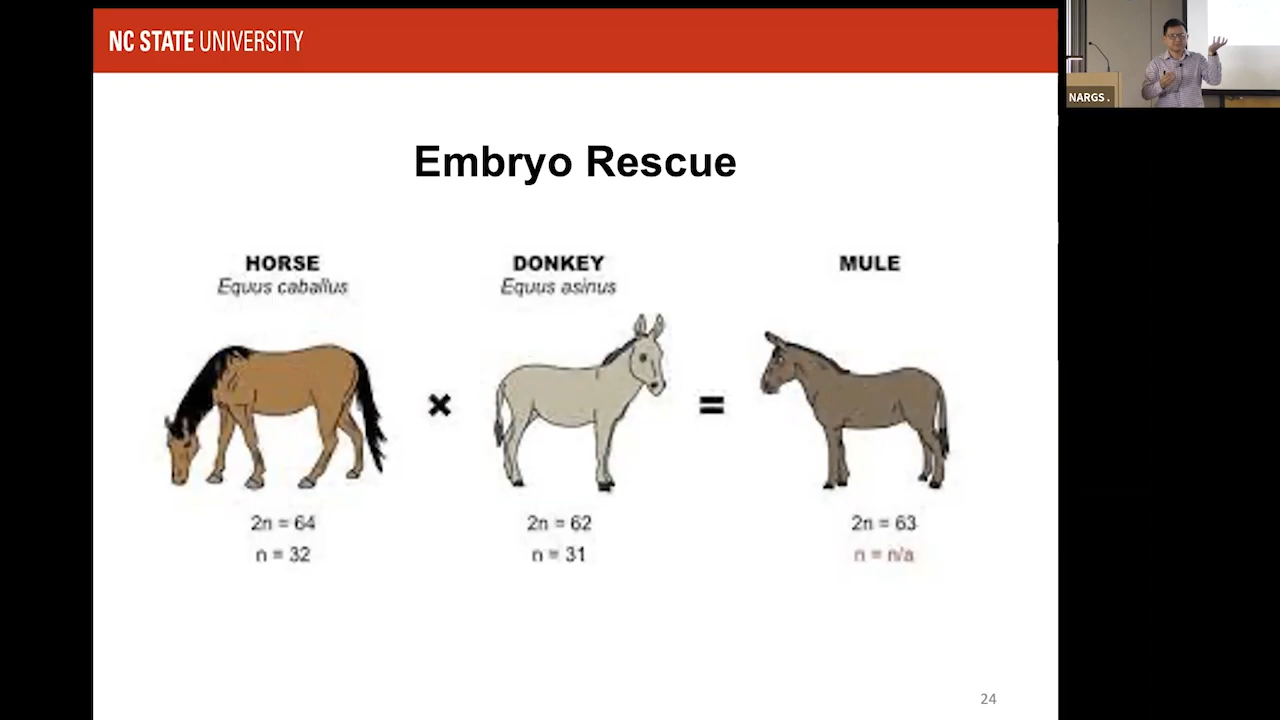 NC STATE UNIVERSITY
NARGS .
Embryo Rescue
HORSE
Equus caballus
DONKEY
Equus asinus
MULE
×
=
2n = 64
n = 32
2n = 62
n = 31
2n = 63
n = n/a
24